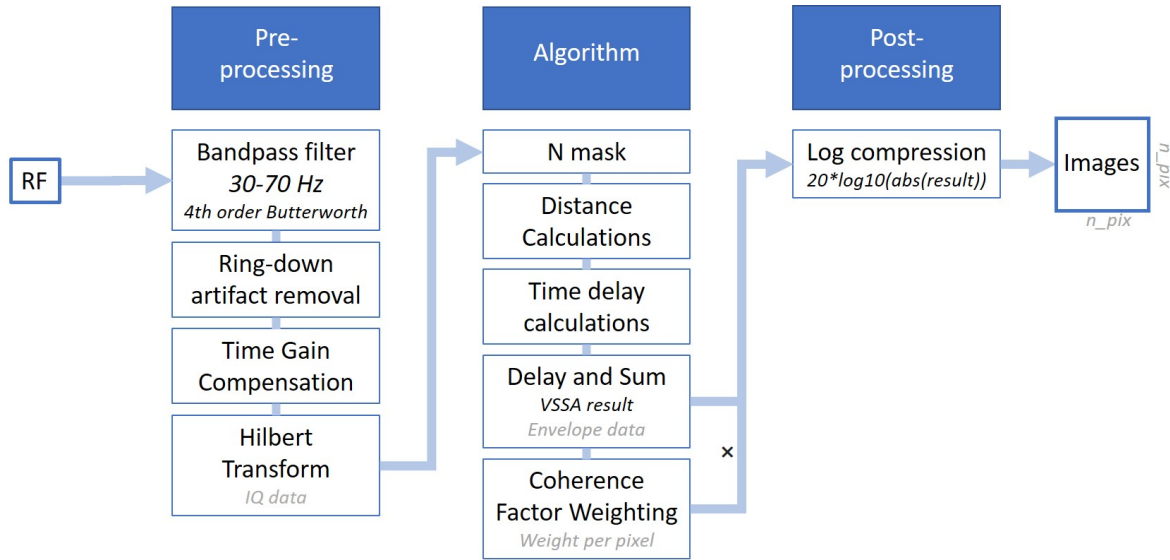 Pre-
processing
Algorithm
Post-
processing
RF
Bandpass filter
30-70 Hz
4th order Butterworth
Ring-down
artifact removal
Time Gain
Compensation
Hilbert
Transform
IQ data
N mask
Distance
Calculations
Time delay
calculations
Delay and Sum
VSSA result
Envelope data
×
Coherence
Factor Weighting
Weight per pixel
Log compression
20*log10(abs(result))
Images
n_pix
n_pix